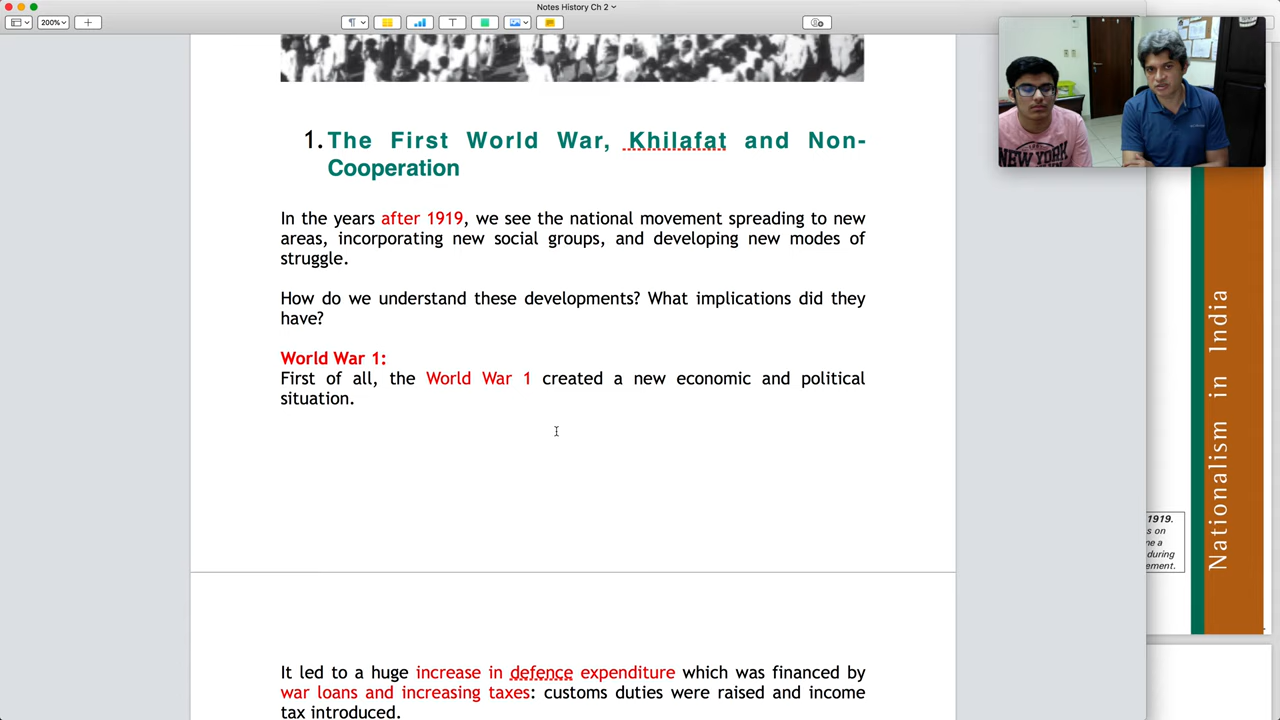 Notes History Ch 2
200%
1. The First World War, Khilafat and Non-
Cooperation
In the years after 1919, we see the national movement spreading to new
areas, incorporating new social groups, and developing new modes of
struggle.
How do we understand these developments? What implications did they
have?
World War 1:
First of all, the World War 1 created a new economic and political
situation.
It led to a huge increase in defence expenditure which was financed by
war loans and increasing taxes: customs duties were raised and income
tax introduced.
NEW YORK
1919.
s on
ne a
during
ement.
Nationalism in India